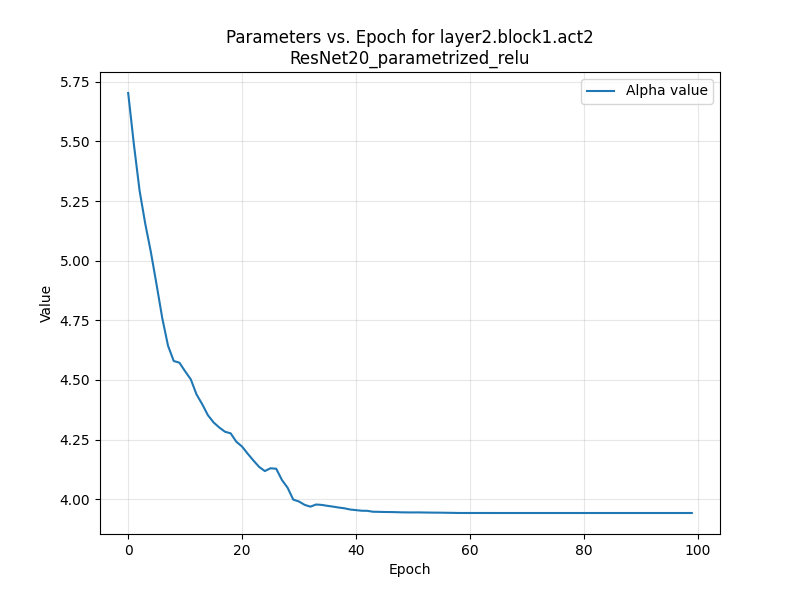 Parameters vs. Epoch for layer2.block1.act2
ResNet20_parametrized_relu
Alpha value
5.75
5.50
5.25
5.00
4.75
4.50
4.25
4.00
Value
0 20 40 60 80 100
Epoch